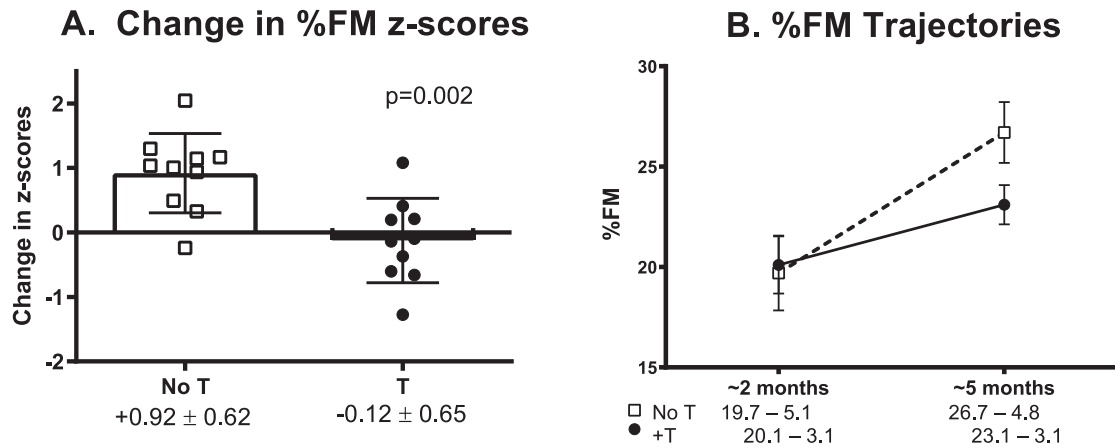 A. Change in %FM z-scores
Change in z-scores
2
1
0
-1
-2
p=0.002
No T
T
+0.92 ± 0.62
-0.12 ± 0.65
B. %FM Trajectories
%FM
30
25
20
15
~2 months
~5 months
No T 19.7 – 5.1 26.7 – 4.8
+T 20.1 – 3.1 23.1 – 3.1